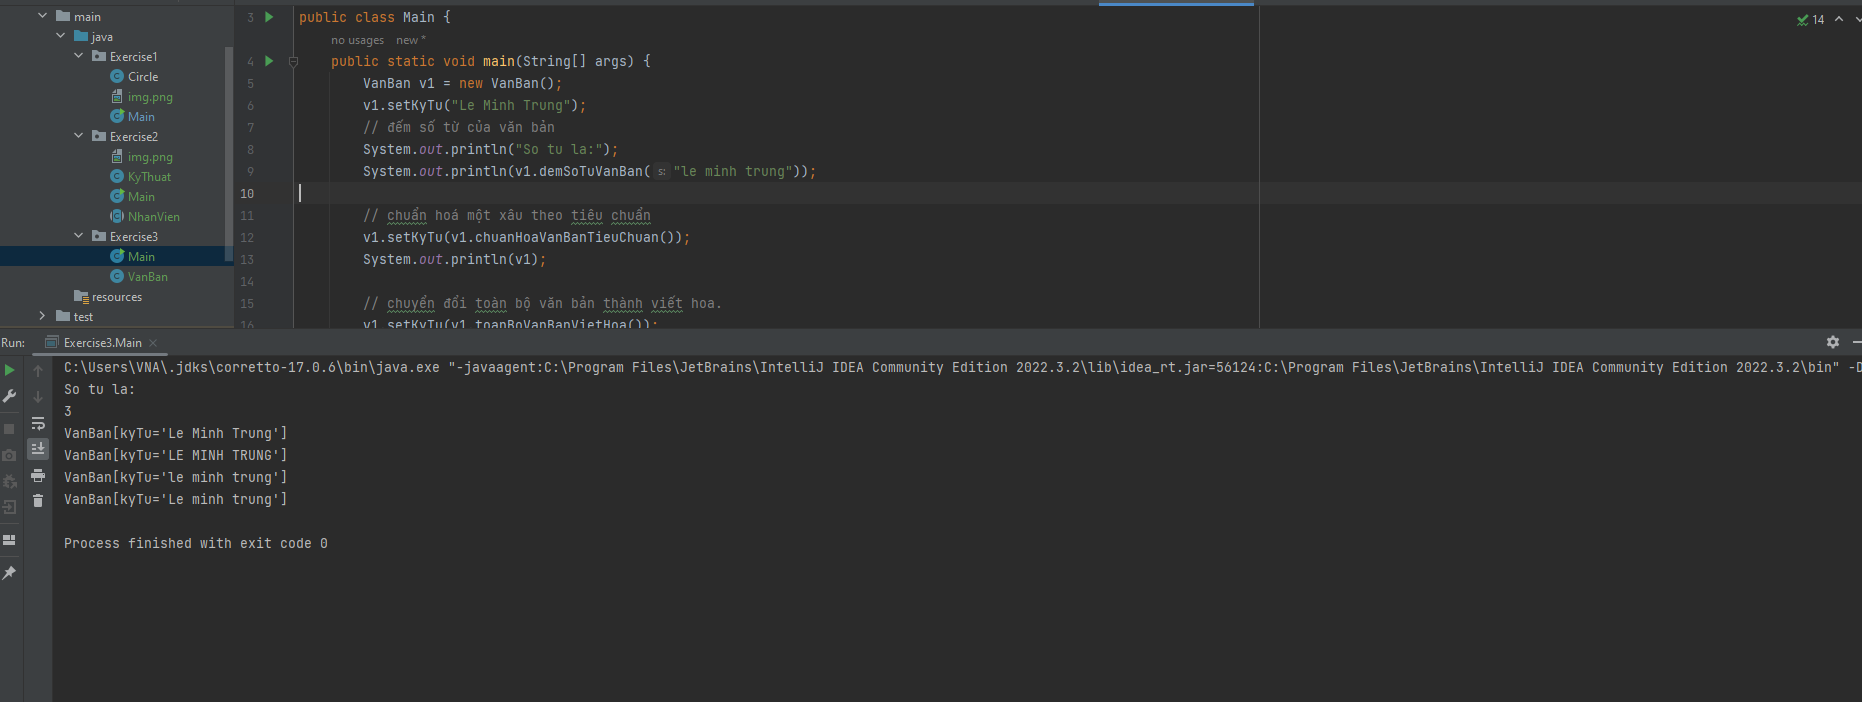 main
java
Exercise1
Circle
img.png
Main
Exercise2
img.png
KyThuat
Main
NhanVien
Exercise3
Main
VanBan
resources
test
14
3 public class Main {
no usages new *
4 public static void main(String[] args) {
5 VanBan v1 = new VanBan();
6 v1.setKyTu("Le Minh Trung");
7 // đếm số từ của văn bản
8 System.out.println("So tu la:");
9 System.out.println(v1.demSoTuVanBan( s: "le minh trung"));
10
11 // chuẩn hoá một xâu theo tiêu chuẩn
12 v1.setKyTu(v1.chuanHoaVanBanTieuChuan());
13 System.out.println(v1);
14
15 // chuyển đổi toàn bộ văn bản thành viết hoa.
16 v1.setKyTu(v1.toanBoVanBanVietHoa());
Run: Exercise3.Main
C:\Users\VNA\.jdks\corretto-17.0.6\bin\java.exe "-javaagent:C:\Program Files\JetBrains\IntelliJ IDEA Community Edition 2022.3.2\lib\idea_rt.jar=56124:C:\Program Files\JetBrains\IntelliJ IDEA Community Edition 2022.3.2\bin" -D
So tu la:
3
VanBan[kyTu='Le Minh Trung']
VanBan[kyTu='LE MINH TRUNG']
VanBan[kyTu='le minh trung']
VanBan[kyTu='Le minh trung']
Process finished with exit code 0